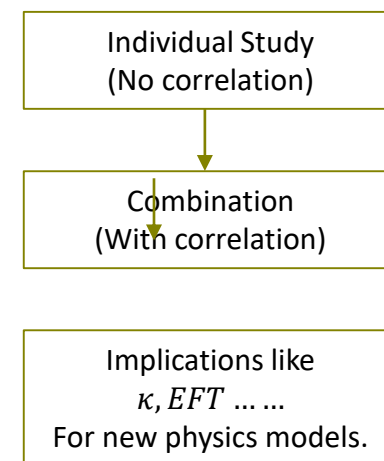 Individual Study
(No correlation)
Combination
(With correlation)
Implications like
κ, EFT … …
For new physics models.